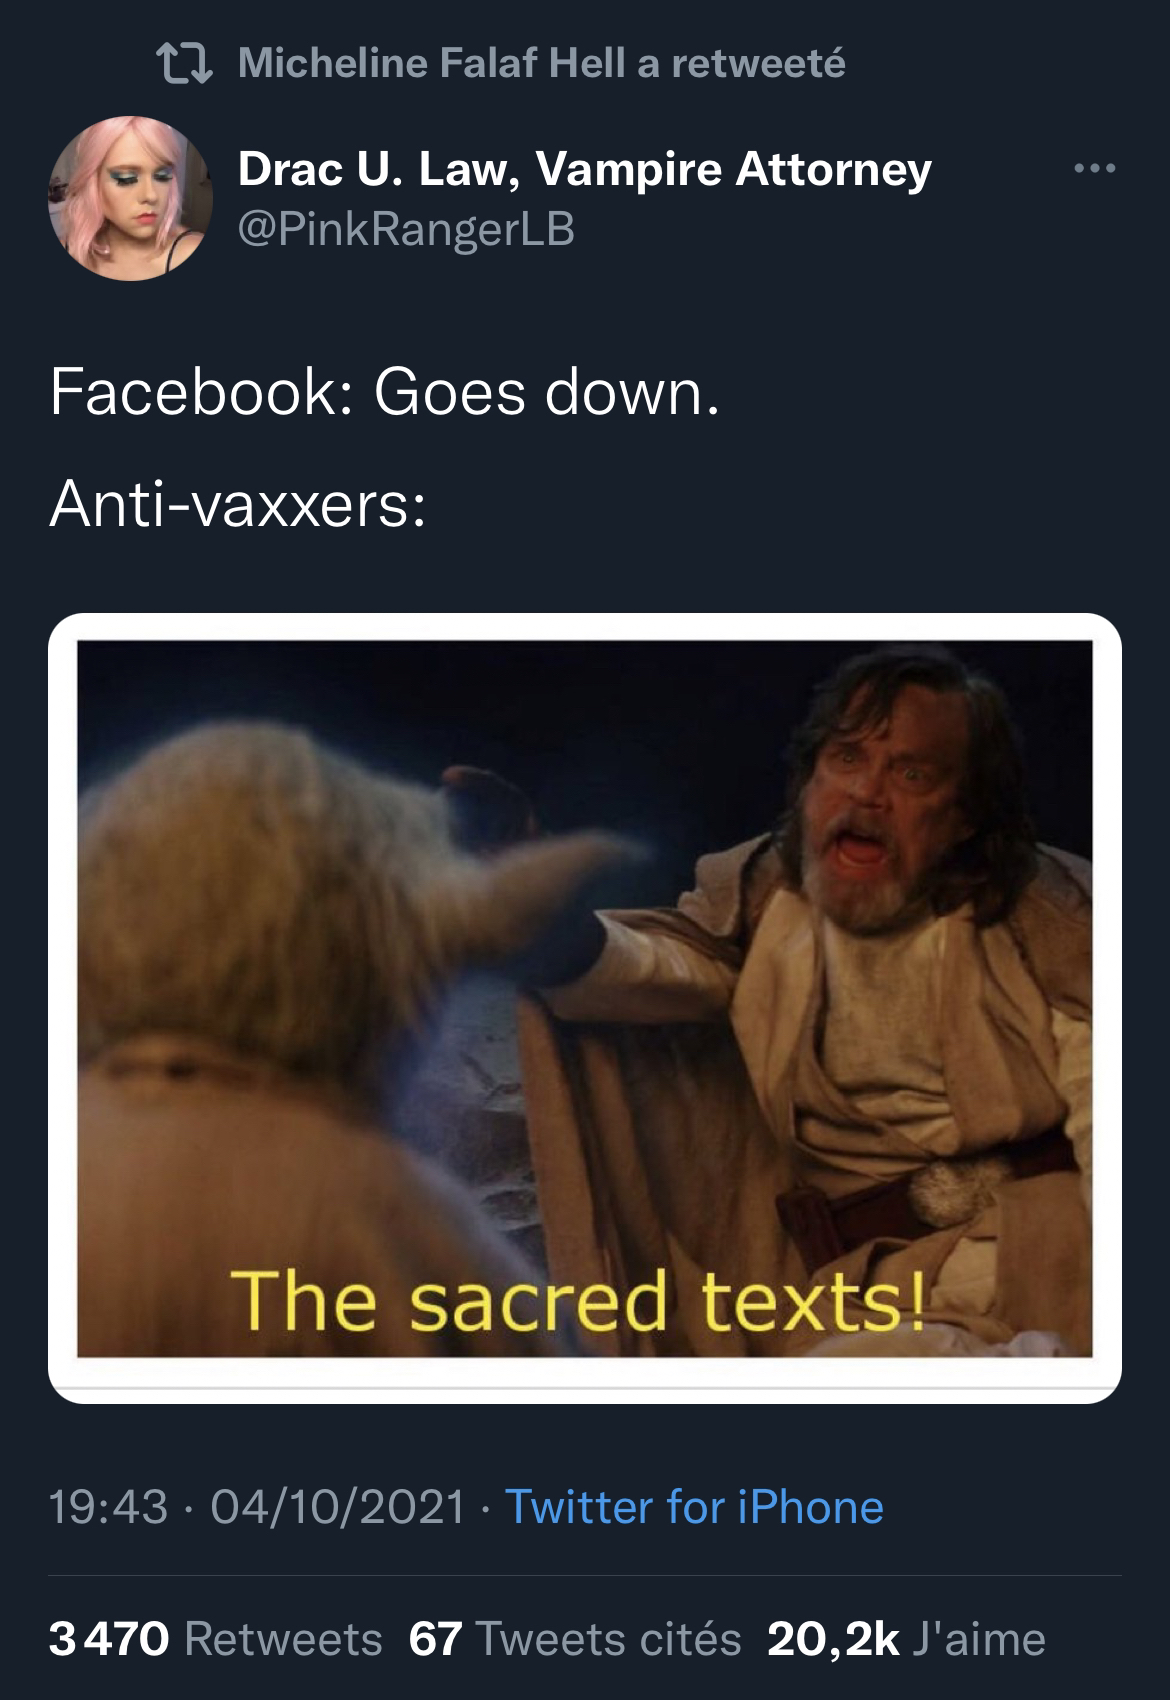 Micheline Falaf Hell a retweeté
Drac U. Law, Vampire Attorney
@PinkRangerLB
Facebook: Goes down.
Anti-vaxxers:
The sacred texts!
19:43 · 04/10/2021 · Twitter for iPhone
3 470 Retweets 67 Tweets cités 20,2k J'aime